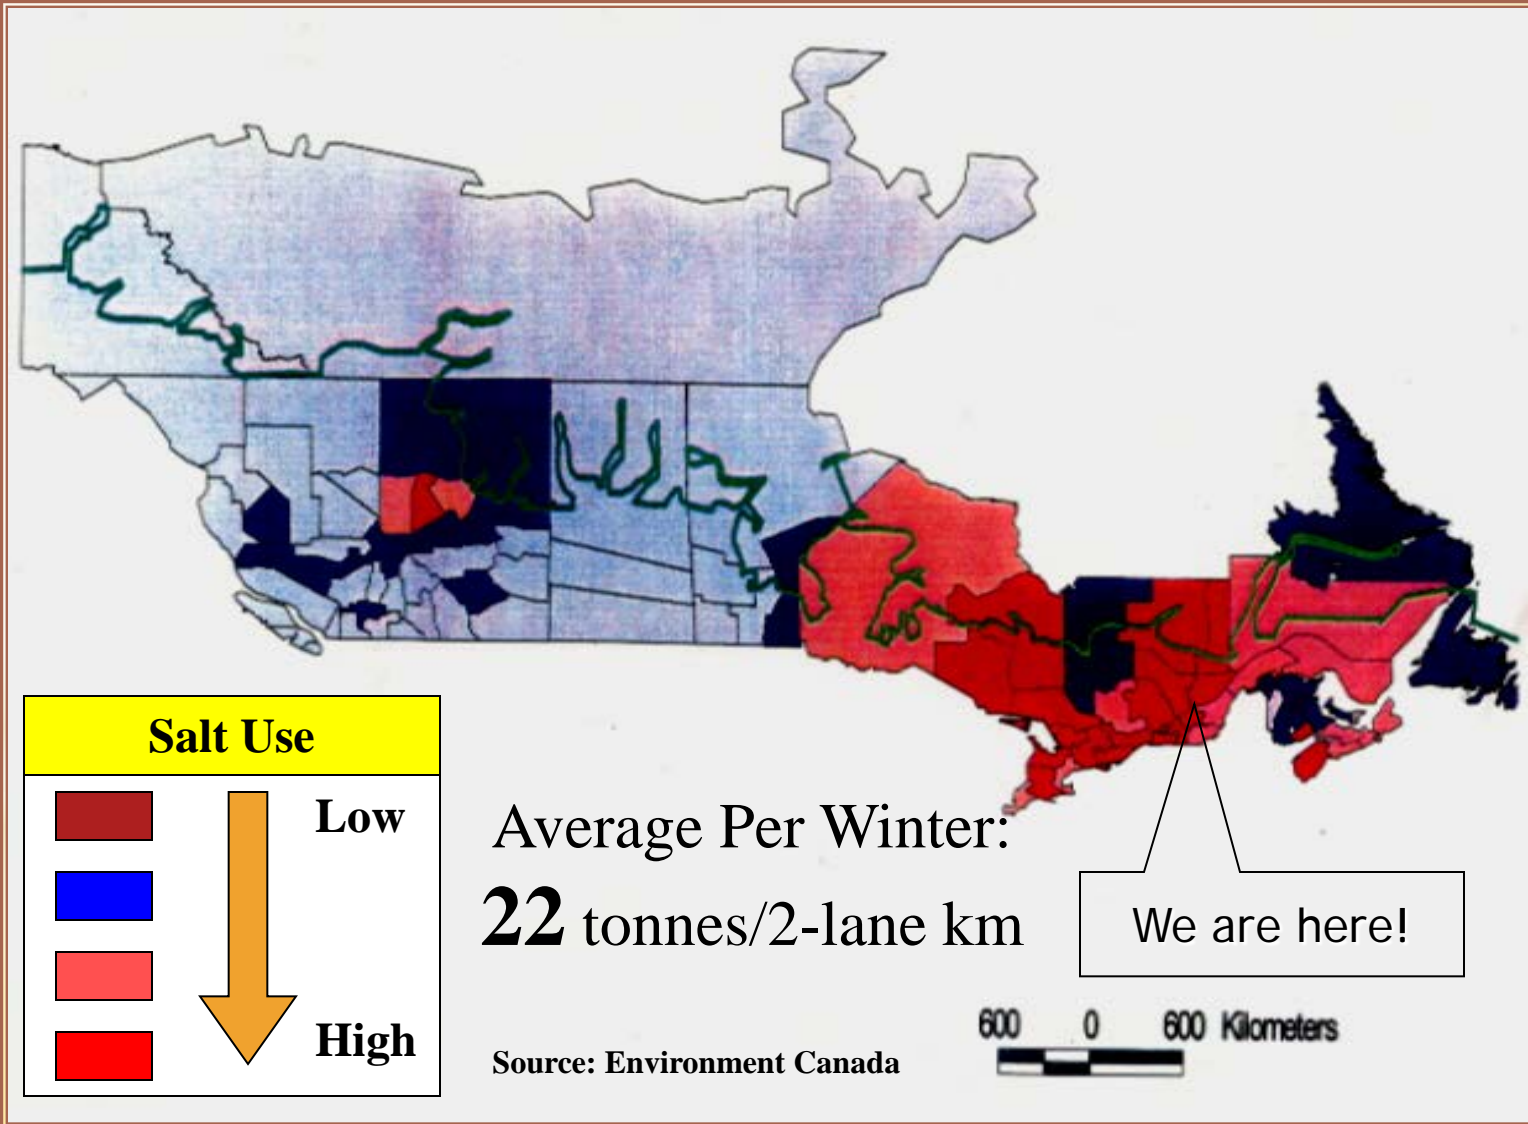 Salt Use
Low
High
Average Per Winter:
22 tonnes/2-lane km
We are here!
600 0 600 Kilometers
Source: Environment Canada